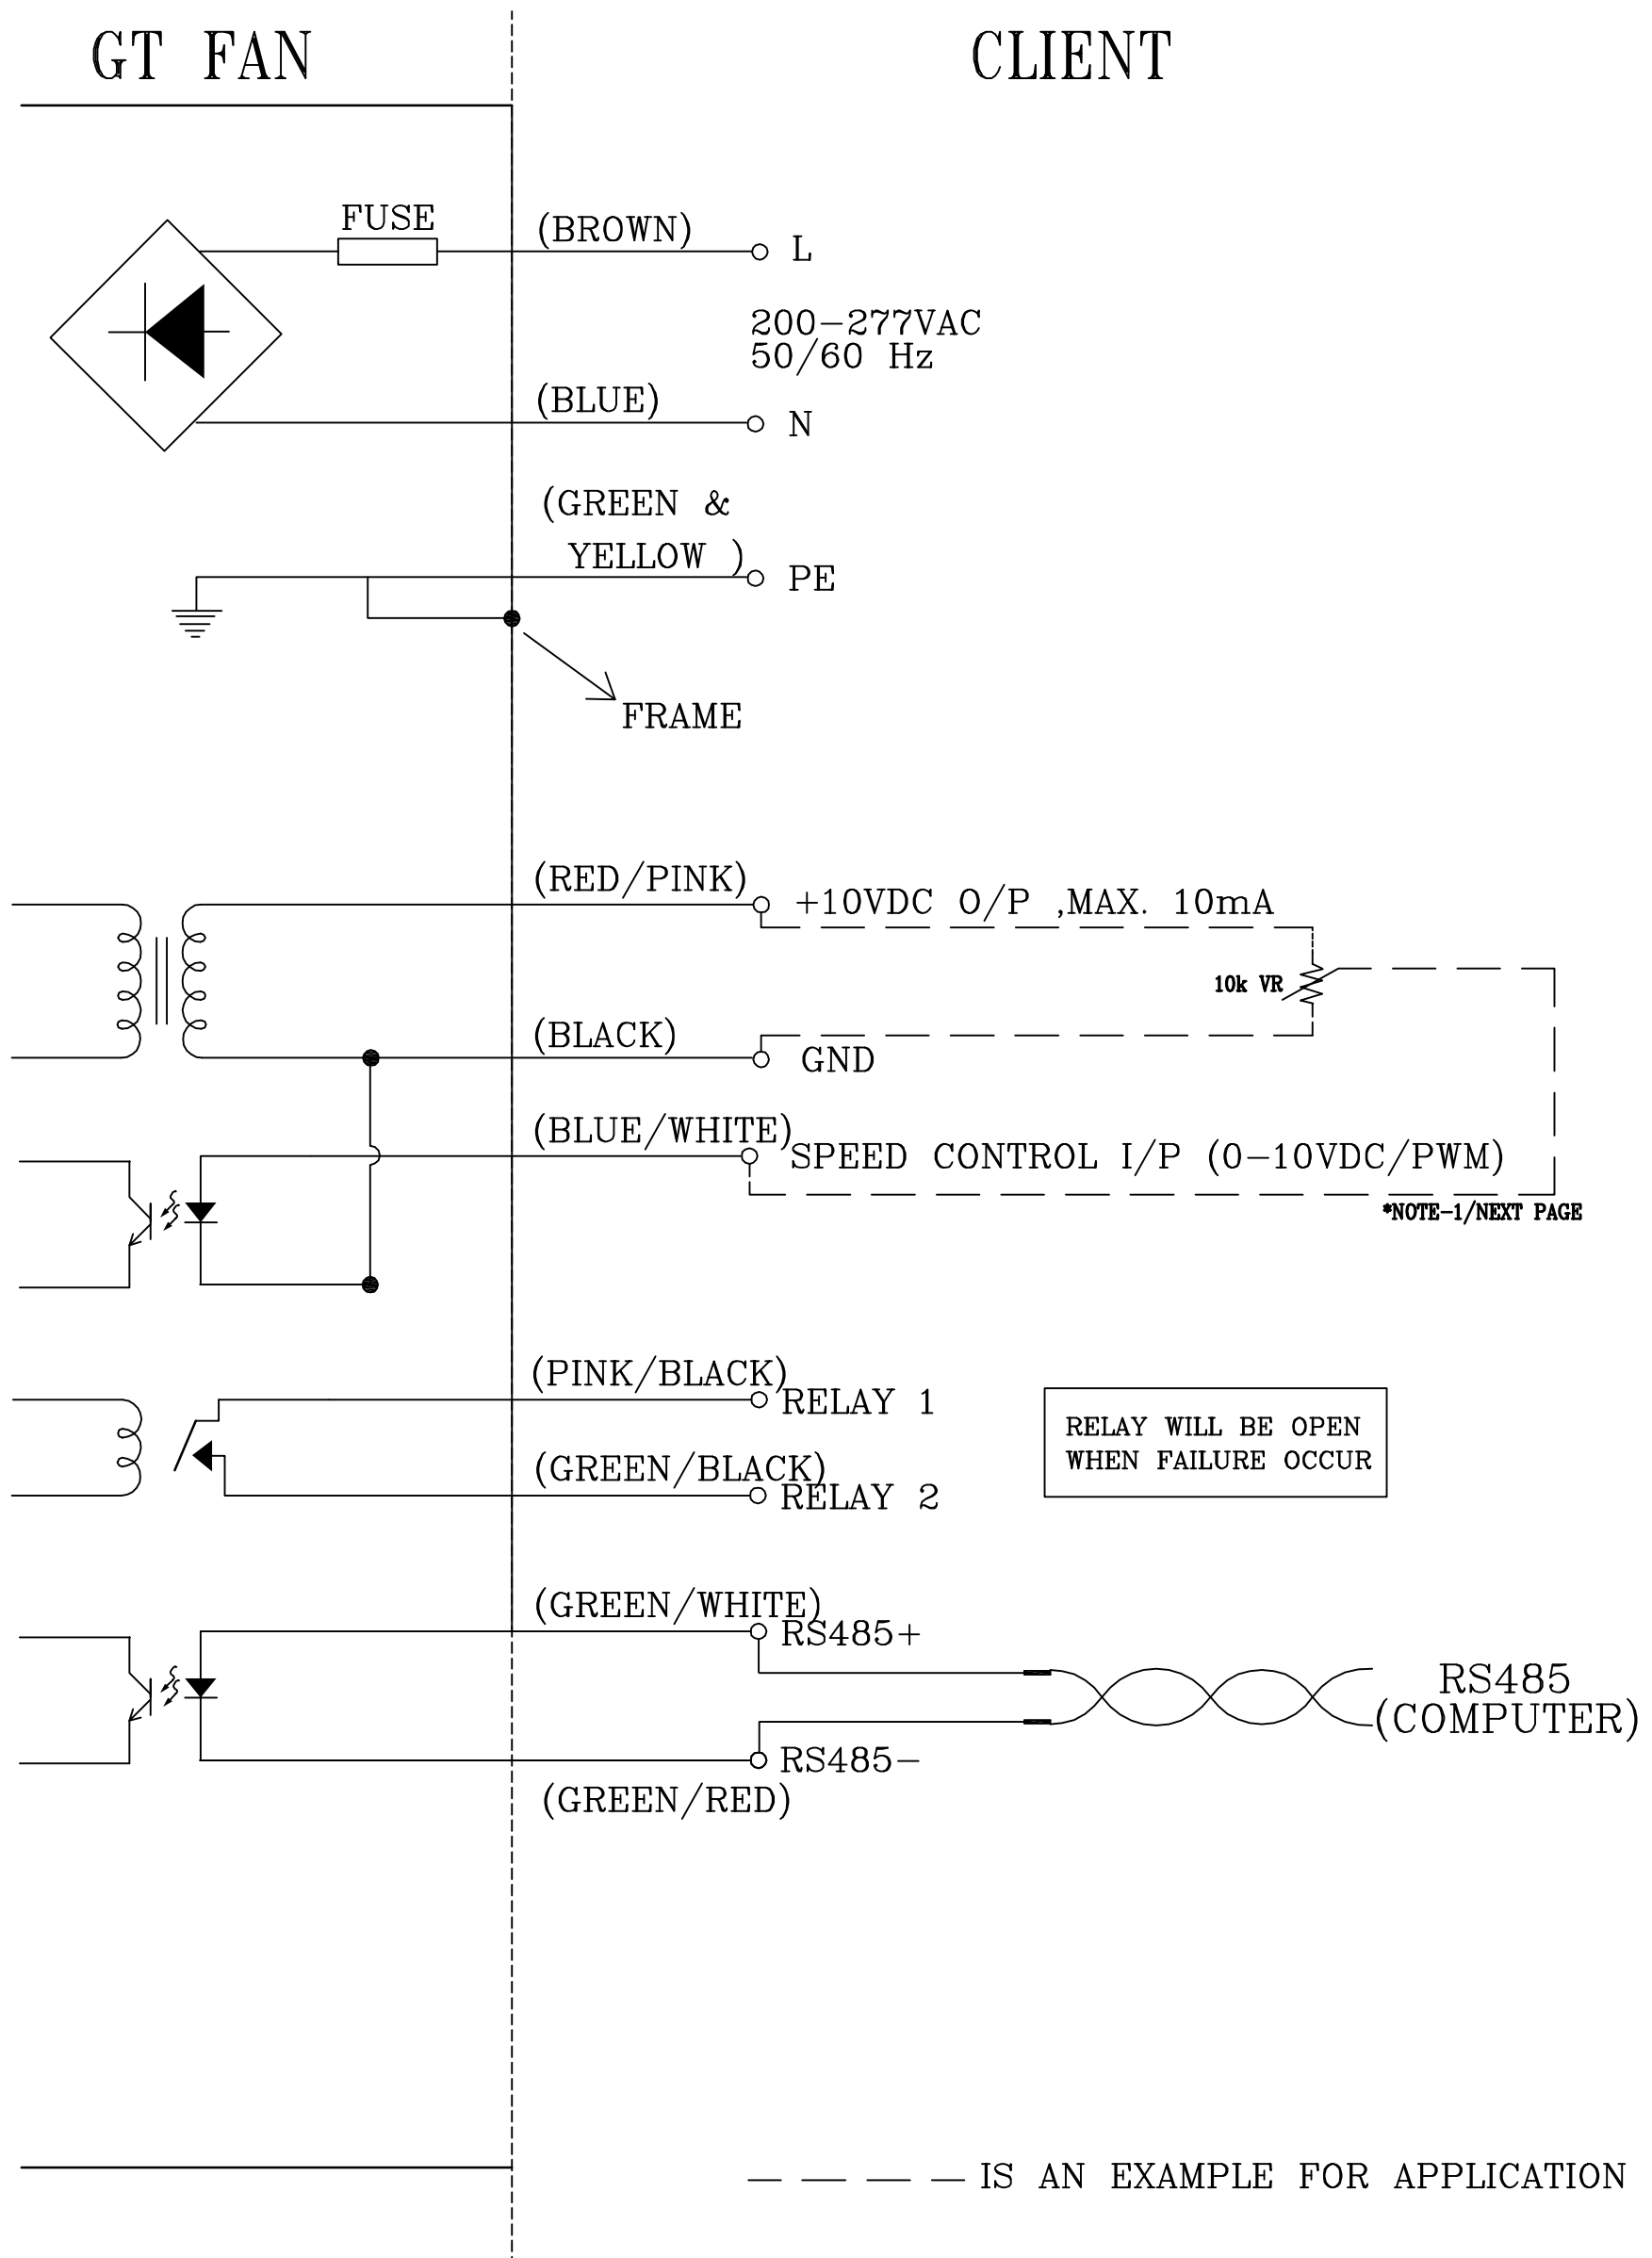 GT FAN
CLIENT
FUSE
(BROWN)
L
200-277VAC
50/60 Hz
(BLUE)
N
(GREEN &
YELLOW )
PE
FRAME
(RED/PINK)
+10VDC O/P ,MAX. 10mA
10k VR
(BLACK)
GND
(BLUE/WHITE)
SPEED CONTROL I/P (0-10VDC/PWM)
*NOTE-1/NEXT PAGE
(PINK/BLACK)
RELAY 1
RELAY WILL BE OPEN
WHEN FAILURE OCCUR
(GREEN/BLACK)
RELAY 2
(GREEN/WHITE)
RS485+
RS485
(COMPUTER)
RS485-
(GREEN/RED)
IS AN EXAMPLE FOR APPLICATION